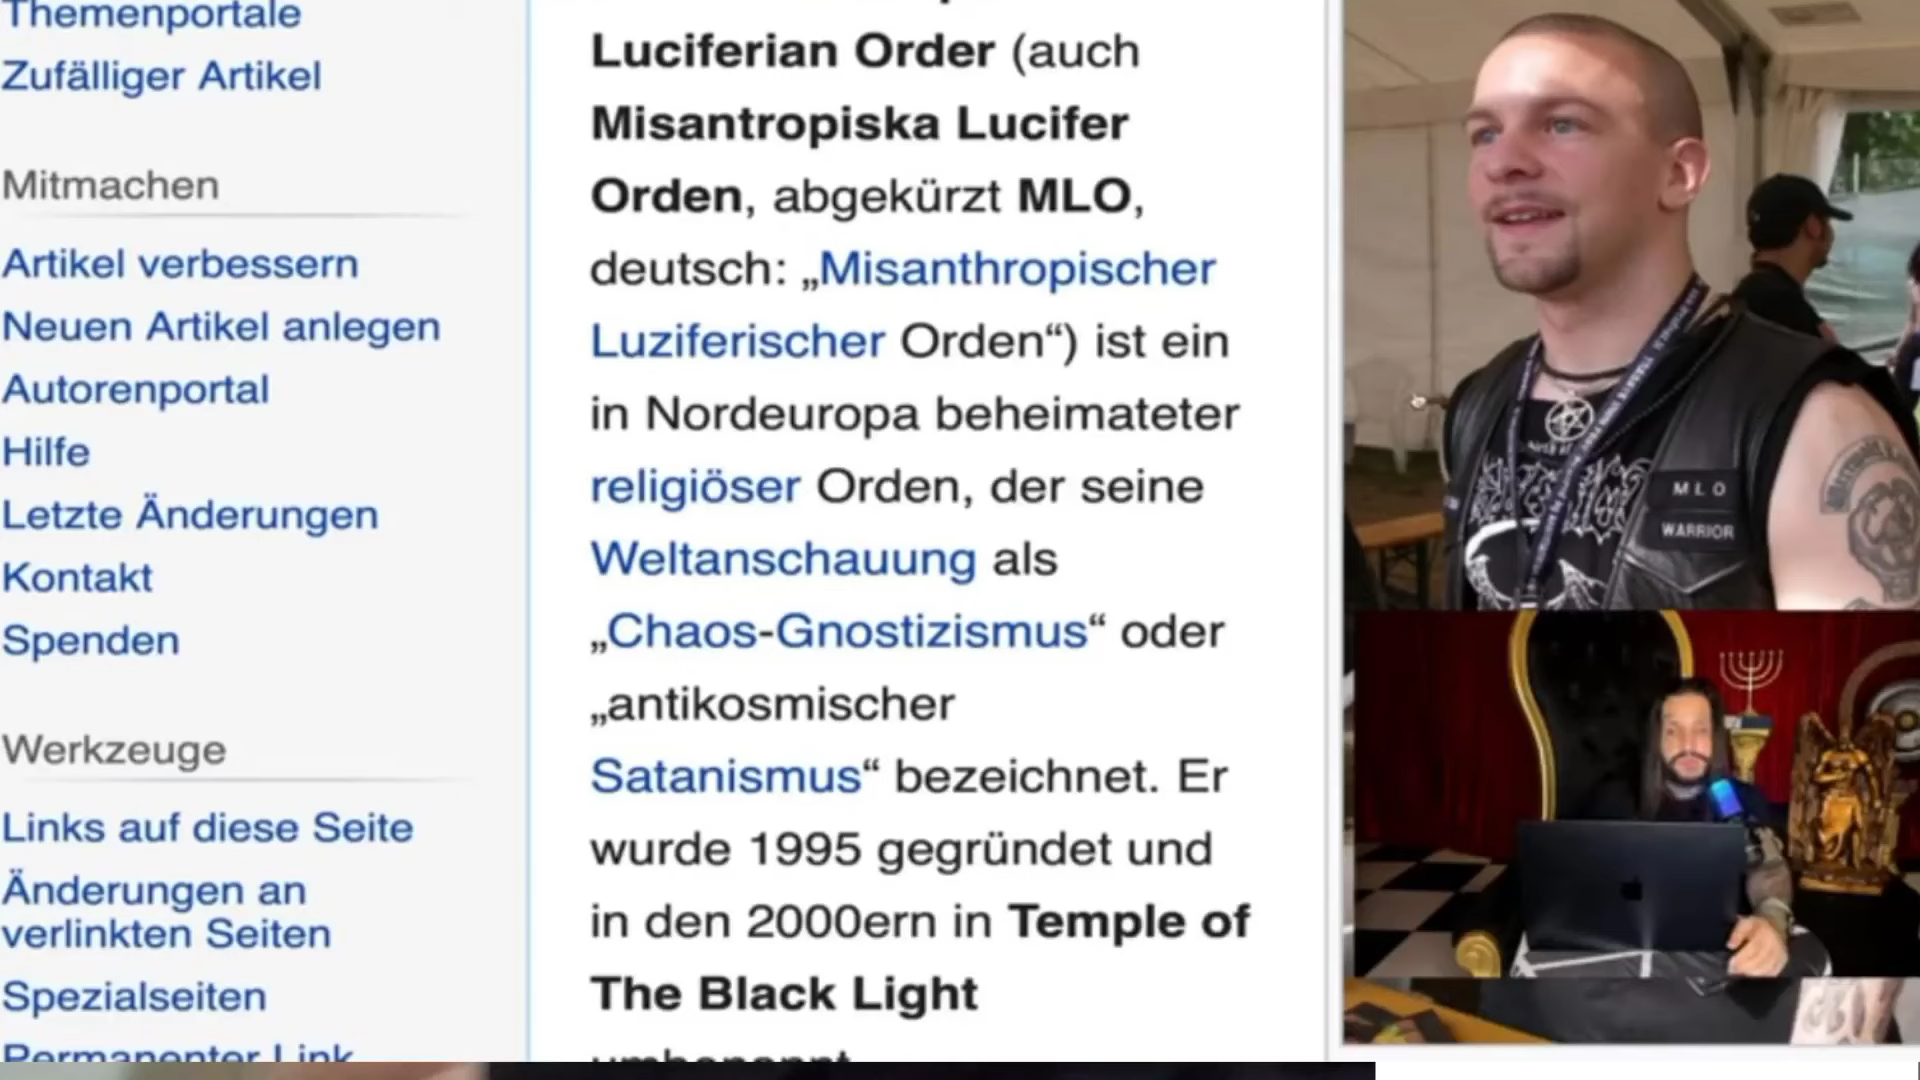 Themenportale
Zufälliger Artikel
Mitmachen
Artikel verbessern
Neuen Artikel anlegen
Autorenportal
Hilfe
Letzte Änderungen
Kontakt
Spenden
Werkzeuge
Links auf diese Seite
Änderungen an
verlinkten Seiten
Spezialseiten
Permanenter Link
Luciferian Order (auch
Misantropiska Lucifer
Orden, abgekürzt MLO,
deutsch: „Misanthropischer
Luziferischer Orden“) ist ein
in Nordeuropa beheimateter
religiöser Orden, der seine
Weltanschauung als
„Chaos-Gnostizismus“ oder
„antikosmischer
Satanismus“ bezeichnet. Er
wurde 1995 gegründet und
in den 2000ern in Temple of
The Black Light
umbenannt
MLO
WARRIOR